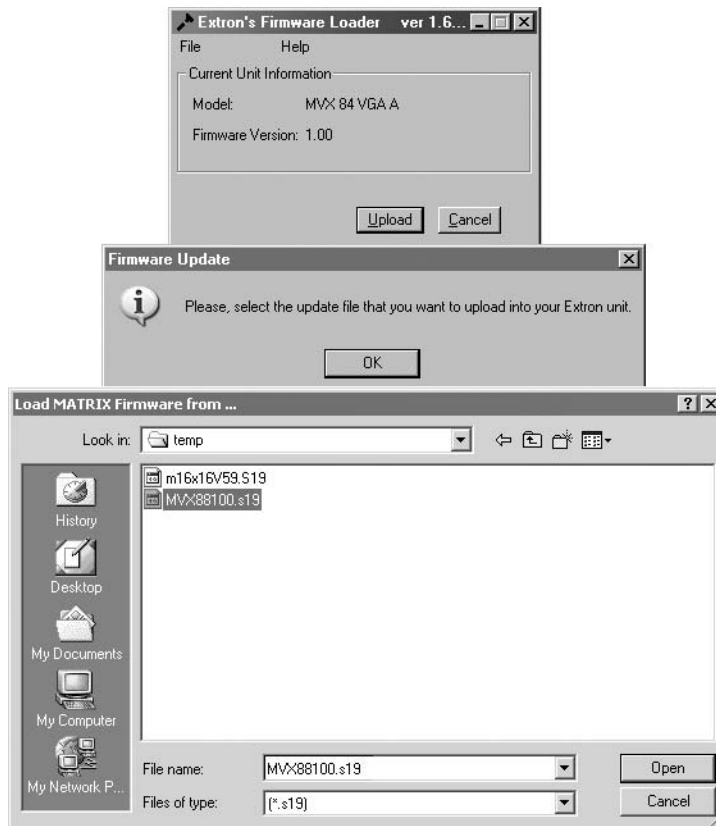 Extron's Firmware Loader ver 1.6...
File Help
Current Unit Information
Model: MVX 84 VGA A
Firmware Version: 1.00
Upload Cancel
Firmware Update
Please, select the update file that you want to upload into your Extron unit.
OK
Load MATRIX Firmware from ...
Look in: temp
m16x16V59.S19
MVX88100.s19
History
Desktop
My Documents
My Computer
My Network P...
File name: MVX88100.s19 Open
Files of type: (*.s19) Cancel